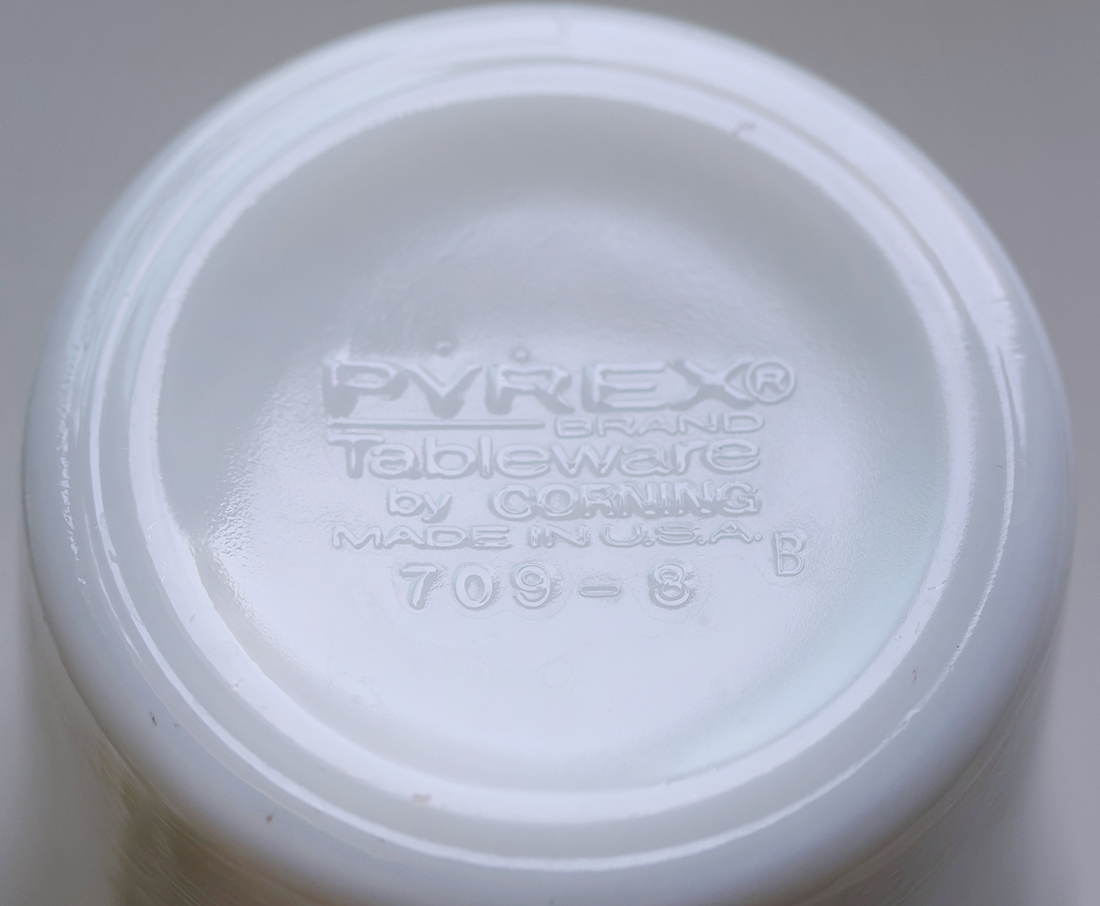 PYREX®
BRAND
Tableware
by CORNING
MADE IN U.S.A. B
709-8